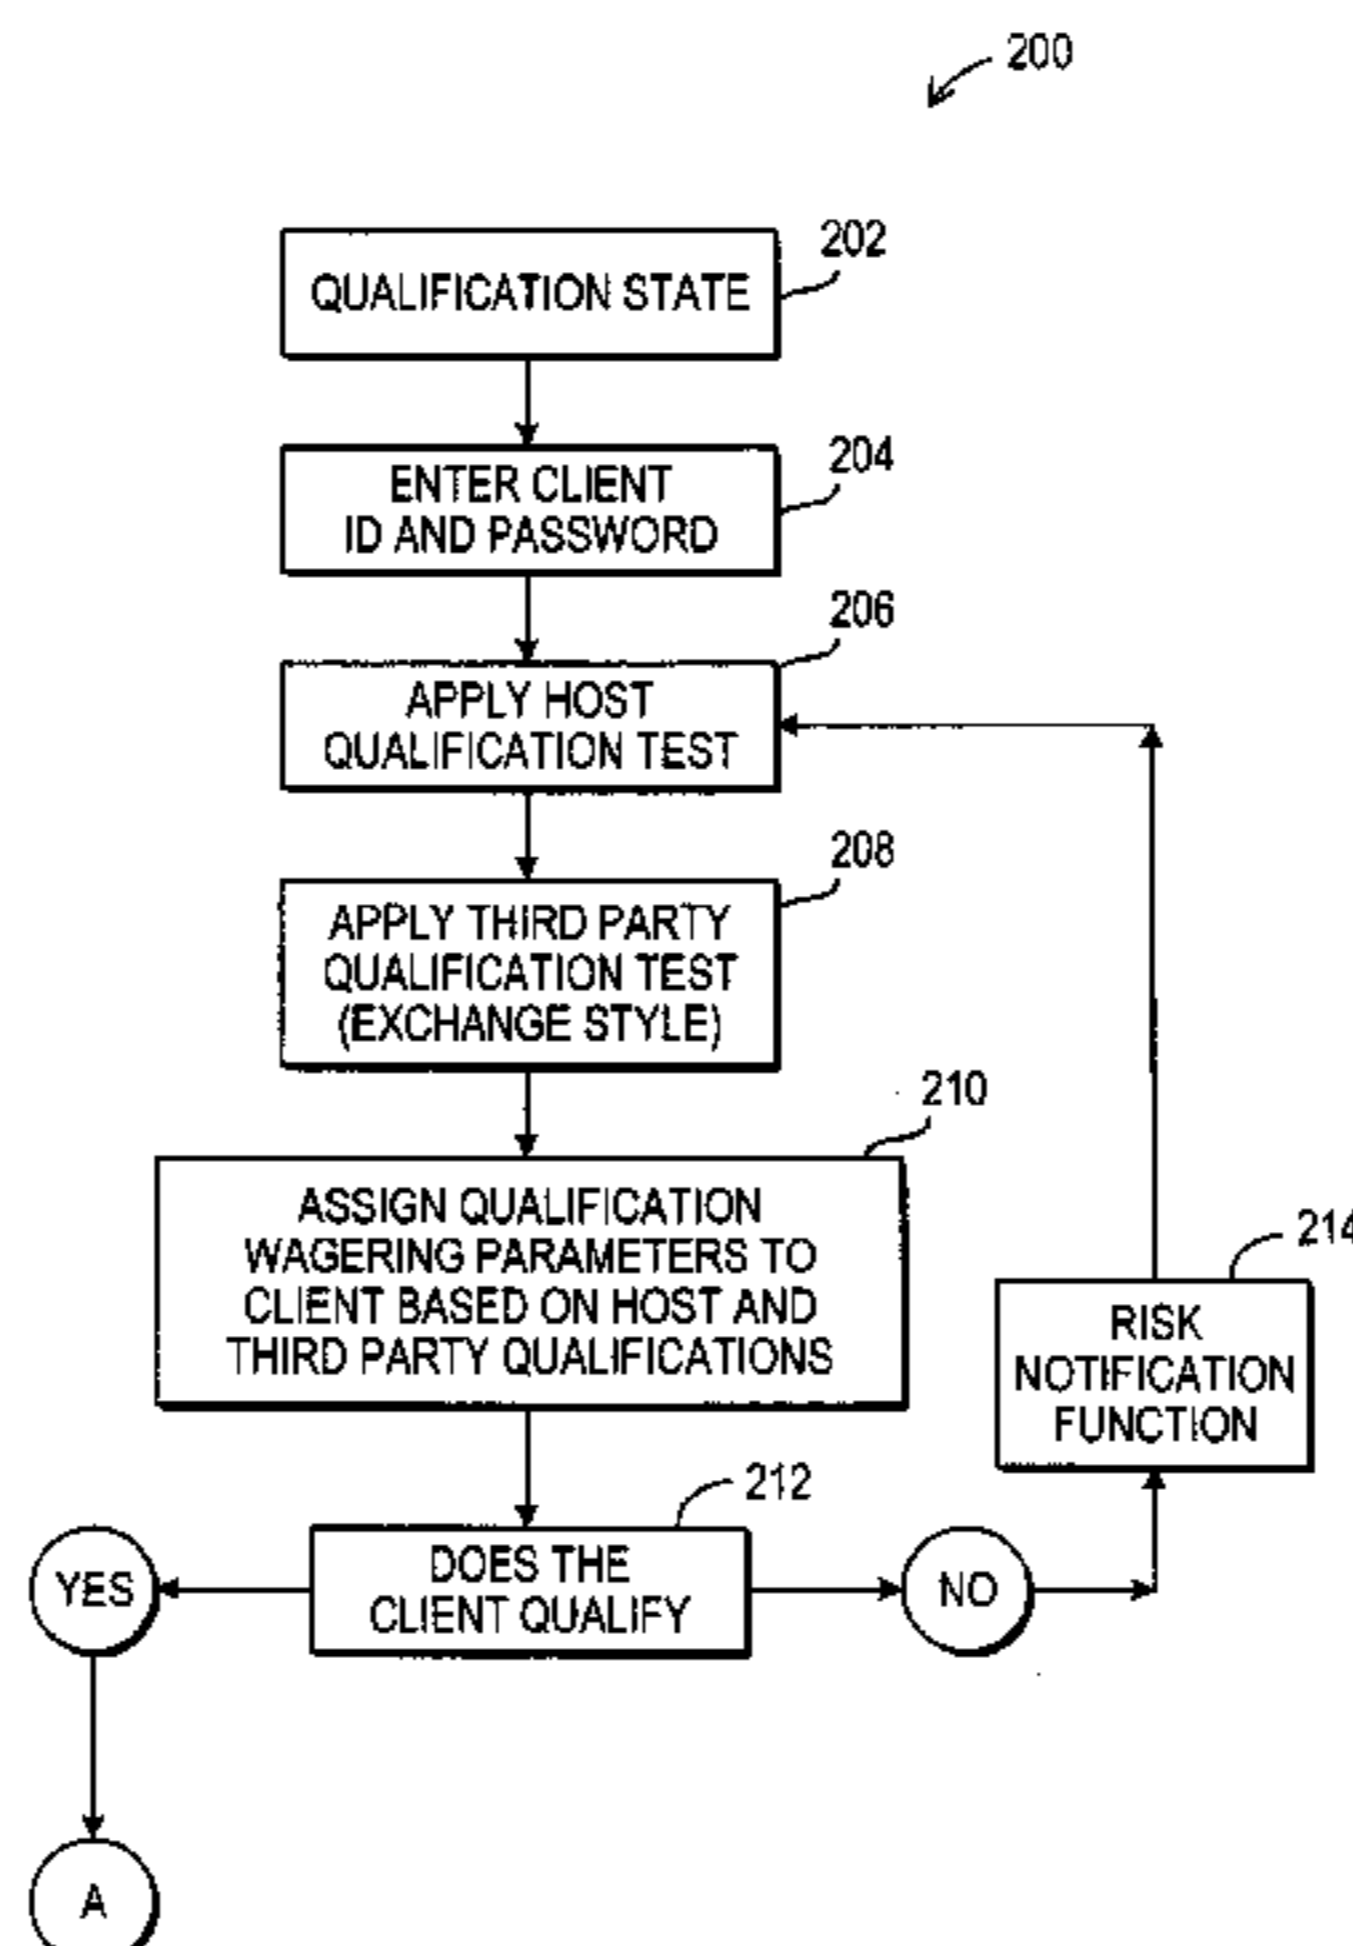 200
202
QUALIFICATION STATE
204
ENTER CLIENT
ID AND PASSWORD
206
APPLY HOST
QUALIFICATION TEST
208
APPLY THIRD PARTY
QUALIFICATION TEST
(EXCHANGE STYLE)
210
ASSIGN QUALIFICATION
WAGERING PARAMETERS TO
CLIENT BASED ON HOST AND
THIRD PARTY QUALIFICATIONS
214
RISK
NOTIFICATION
FUNCTION
212
DOES THE
CLIENT QUALIFY
YES
NO
A